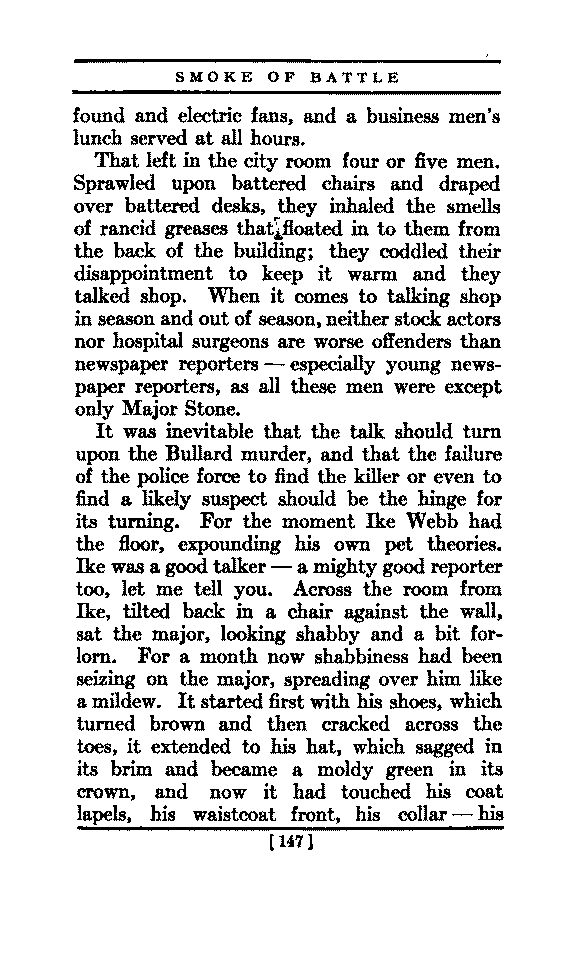 SMOKE OF BATTLE
found and electric fans, and a business men's
lunch served at all hours.
That left in the city room four or five men.
Sprawled upon battered chairs and draped
over battered desks, they inhaled the smells
of rancid greases that floated in to them from
the back of the building; they coddled their
disappointment to keep it warm and they
talked shop. When it comes to talking shop
in season and out of season, neither stock actors
nor hospital surgeons are worse offenders than
newspaper reporters — especially young news-
paper reporters, as all these men were except
only Major Stone.
It was inevitable that the talk should turn
upon the Bullard murder, and that the failure
of the police force to find the killer or even to
find a likely suspect should be the hinge for
its turning. For the moment Ike Webb had
the floor, expounding his own pet theories.
Ike was a good talker — a mighty good reporter
too, let me tell you. Across the room from
Ike, tilted back in a chair against the wall,
sat the major, looking shabby and a bit for-
lorn. For a month now shabbiness had been
seizing on the major, spreading over him like
a mildew. It started first with his shoes, which
turned brown and then cracked across the
toes, it extended to his hat, which sagged in
its brim and became a moldy green in its
crown, and now it had touched his coat
lapels, his waistcoat front, his collar — his
[147]